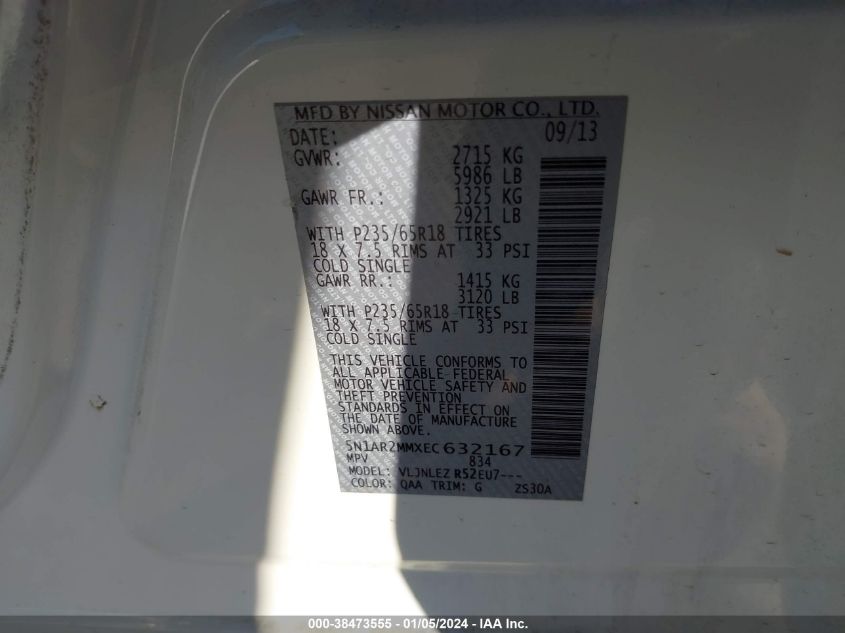 MFD BY NISSAN MOTOR CO., LTD.
DATE: 09/13
GVWR: 2715 KG
5986 LB
GAWR FR.: 1325 KG
2921 LB
WITH P235/65R18 TIRES
18 X 7.5 RIMS AT 33 PSI
COLD SINGLE
GAWR RR.: 1415 KG
3120 LB
WITH P235/65R18 TIRES
18 X 7.5 RIMS AT 33 PSI
COLD SINGLE
THIS VEHICLE CONFORMS TO
ALL APPLICABLE FEDERAL
MOTOR VEHICLE SAFETY AND
THEFT PREVENTION
STANDARDS IN EFFECT ON
THE DATE OF MANUFACTURE
SHOWN ABOVE.
5N1AR2MMXEC632167
MPV 834
MODEL: VLJNLEZ R52EU7---
COLOR: QAA TRIM: G ZS30A
000-38473555 - 01/05/2024 - IAA Inc.